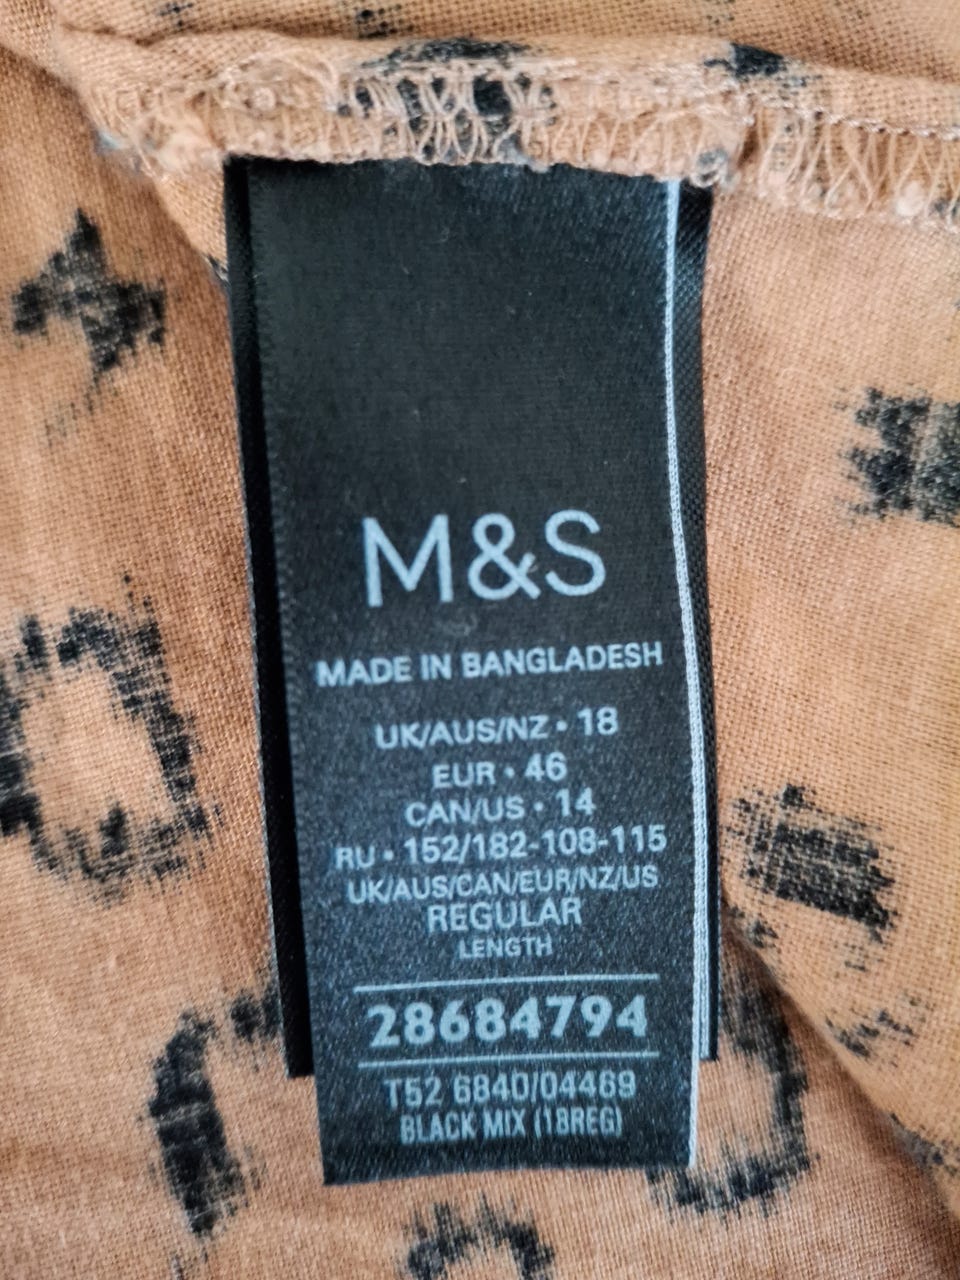 M&S
MADE IN BANGLADESH
UK/AUS/NZ • 18
EUR • 46
CAN/US • 14
RU • 152/182-108-115
UK/AUS/CAN/EUR/NZ/US
REGULAR
LENGTH
28684794
T52 6840/04469
BLACK MIX (18REG)